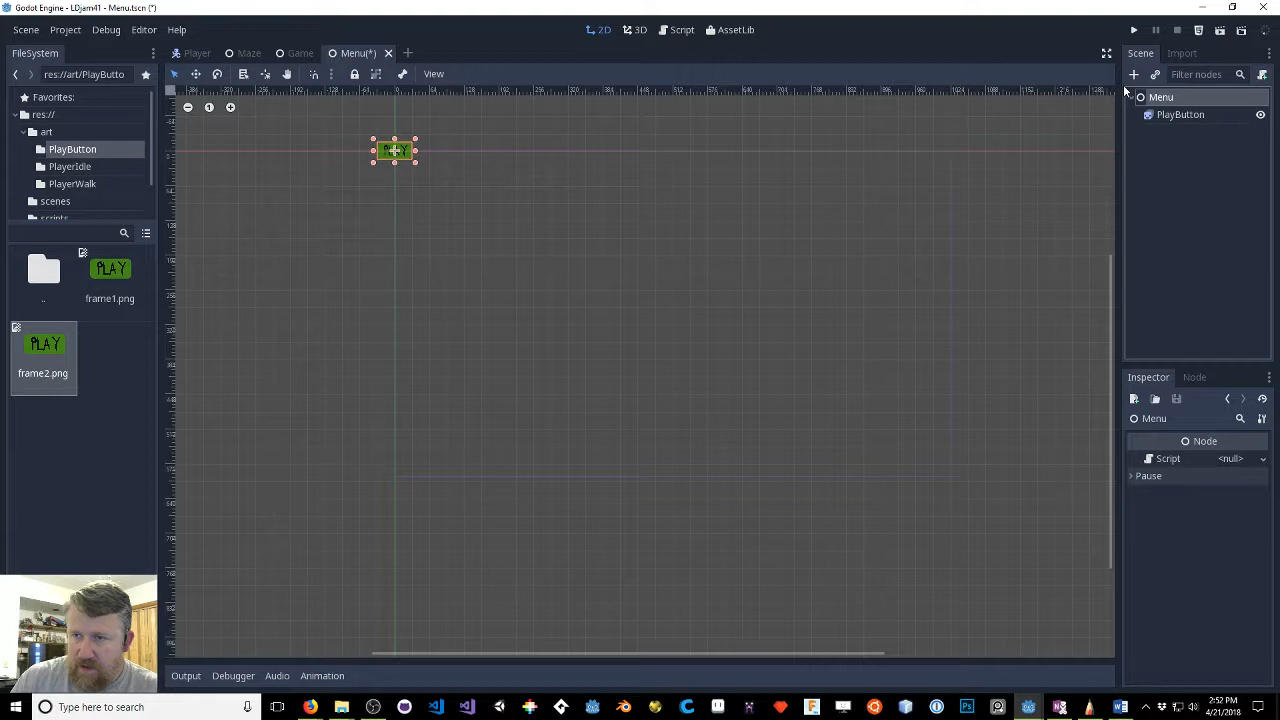 Godot Engine - LDjam41 - Menu.tscn (*)
Scene Project Debug Editor Help
2D 3D Script AssetLib
FileSystem
Player Maze Game Menu(*)
Scene Import
res://art/PlayButto
View
Filter nodes
Favorites:
res://
art
PlayButton
PlayerIdle
PlayerWalk
scenes
scripts
Menu
PlayButton
PLAY
PLAY
..
frame1.png
PLAY
frame2.png
Inspector Node
Menu
Node
Script <null>
Pause
Output Debugger Audio Animation
Type here to search
2:52 PM
4/21/2018